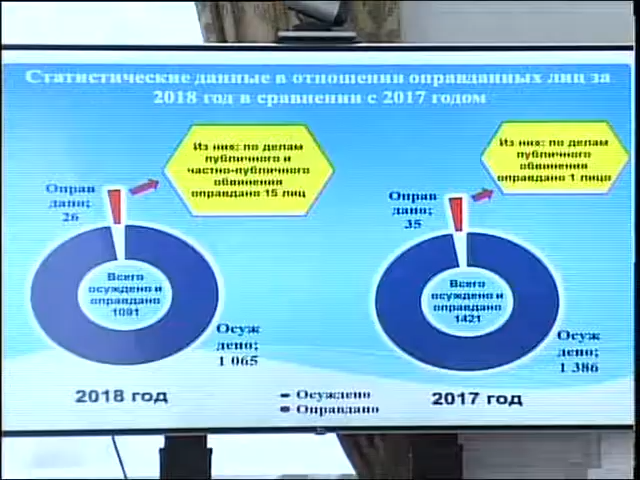 Статистические данные в отношении оправданных лиц за
2018 год в сравнении с 2017 годом
Из них: по делам
публичного и
частно-публичного
обвинения
оправдано 15 лиц
Оправ
дано;
26
Всего
осуждено и
оправдано
1091
Осуж
дено;
1 065
2018 год
Из них: по делам
публичного
обвинения
оправдано 1 лицо
Оправ
дано;
35
Всего
осуждено и
оправдано
1421
Осуж
дено;
1 386
2017 год
Осуждено
Оправдано